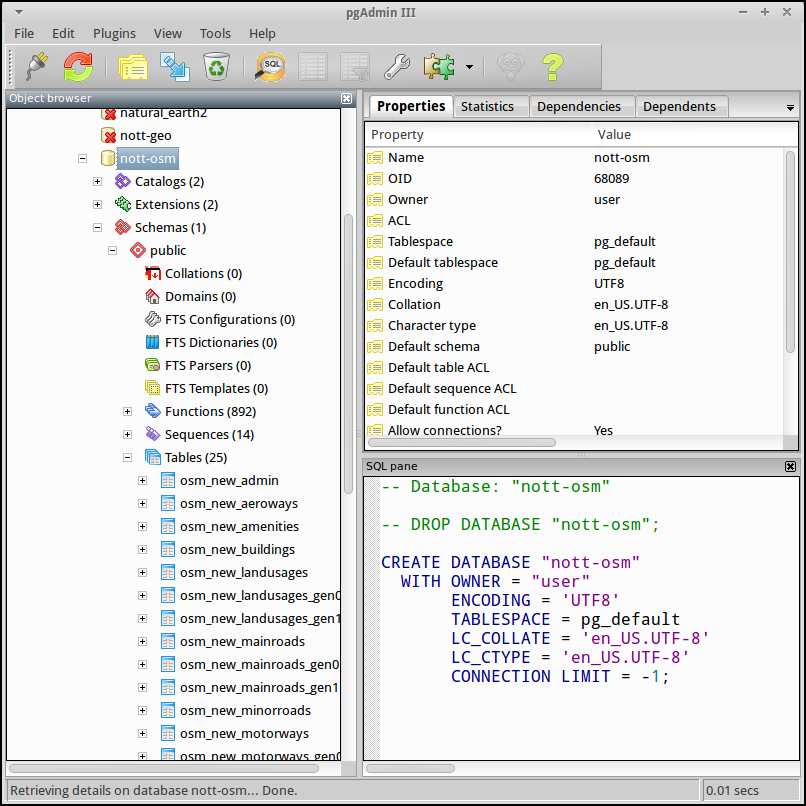 pgAdmin III
File Edit Plugins View Tools Help
SQL
Object browser
natural_earth2
nott-geo
nott-osm
Catalogs (2)
Extensions (2)
Schemas (1)
public
Collations (0)
Domains (0)
FTS Configurations (0)
FTS Dictionaries (0)
FTS Parsers (0)
FTS Templates (0)
Functions (892)
Sequences (14)
Tables (25)
osm_new_admin
osm_new_aeroways
osm_new_amenities
osm_new_buildings
osm_new_landusages
osm_new_landusages_gen0
osm_new_landusages_gen1
osm_new_mainroads
osm_new_mainroads_gen0
osm_new_mainroads_gen1
osm_new_minorroads
osm_new_motorways
osm_new_motorways_gen0
Properties Statistics Dependencies Dependents
Property Value
Name nott-osm
OID 68089
Owner user
ACL
Tablespace pg_default
Default tablespace pg_default
Encoding UTF8
Collation en_US.UTF-8
Character type en_US.UTF-8
Default schema public
Default table ACL
Default sequence ACL
Default function ACL
Allow connections? Yes
SQL pane
-- Database: "nott-osm"
-- DROP DATABASE "nott-osm";
CREATE DATABASE "nott-osm"
WITH OWNER = "user"
ENCODING = 'UTF8'
TABLESPACE = pg_default
LC_COLLATE = 'en_US.UTF-8'
LC_CTYPE = 'en_US.UTF-8'
CONNECTION LIMIT = -1;
Retrieving details on database nott-osm... Done. 0.01 secs